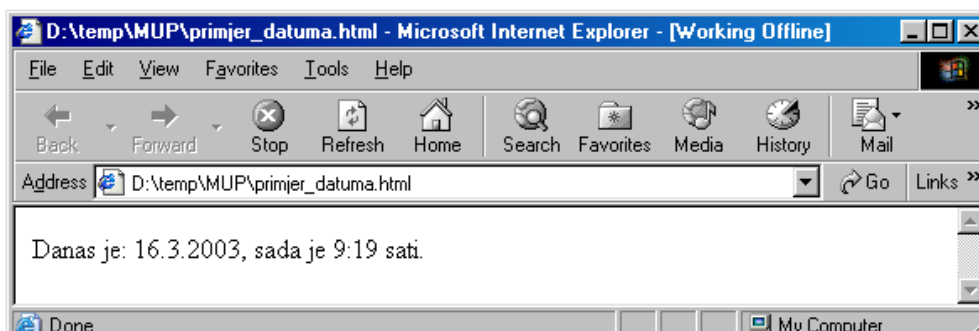 D:\temp\MUP\primjer_datuma.html - Microsoft Internet Explorer - [Working Offline]
File Edit View Favorites Tools Help
Back Forward Stop Refresh Home Search Favorites Media History Mail »
Address D:\temp\MUP\primjer_datuma.html Go Links »
Danas je: 16.3.2003, sada je 9:19 sati.
Done My Computer